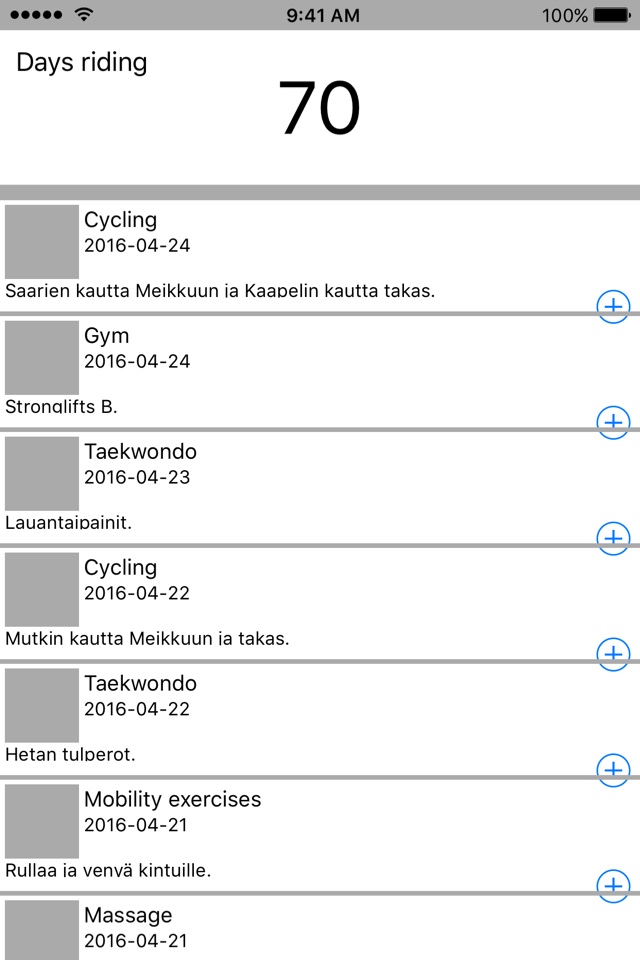 9:41 AM
100%
Days riding
70
Cycling
2016-04-24
Saarien kautta Meikkuun ja Kaapelin kautta takas.
Gym
2016-04-24
Stronglifts B.
Taekwondo
2016-04-23
Lauantaipainit.
Cycling
2016-04-22
Mutkin kautta Meikkuun ja takas.
Taekwondo
2016-04-22
Hetan tulperot.
Mobility exercises
2016-04-21
Rullaa ja venyä kintuille.
Massage
2016-04-21